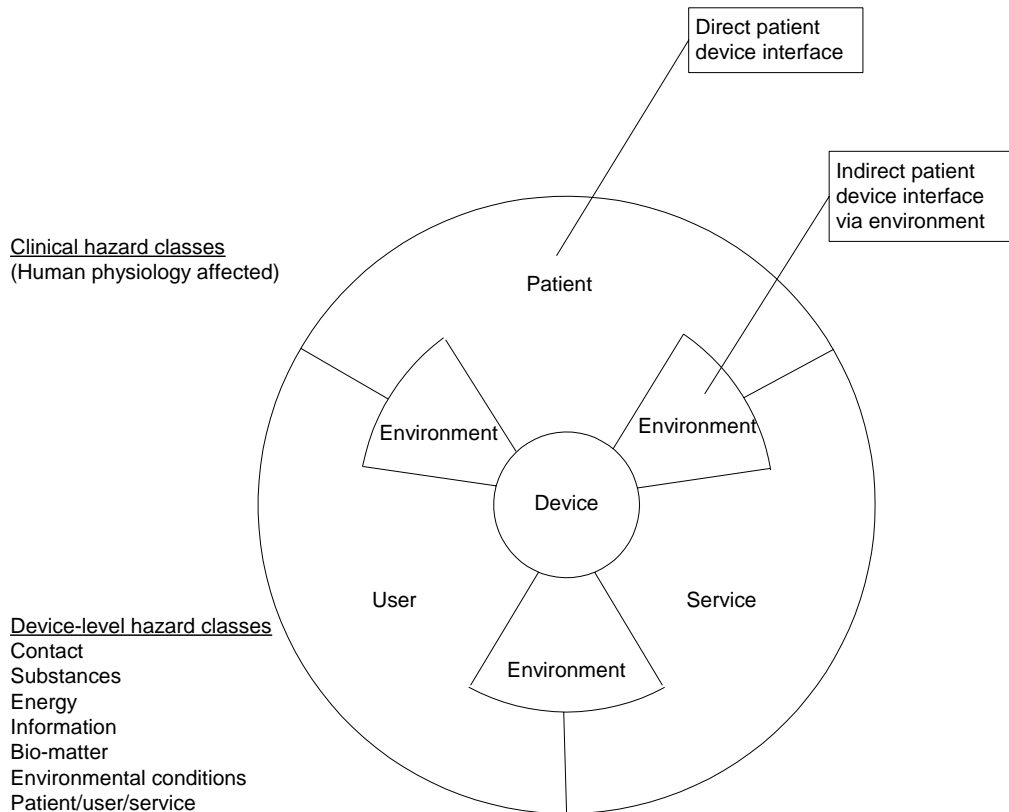 Direct patient
device interface
Indirect patient
device interface
via environment
Clinical hazard classes
(Human physiology affected)
Patient
Environment
Environment
Device
User
Service
Environment
Device-level hazard classes
Contact
Substances
Energy
Information
Bio-matter
Environmental conditions
Patient/user/service